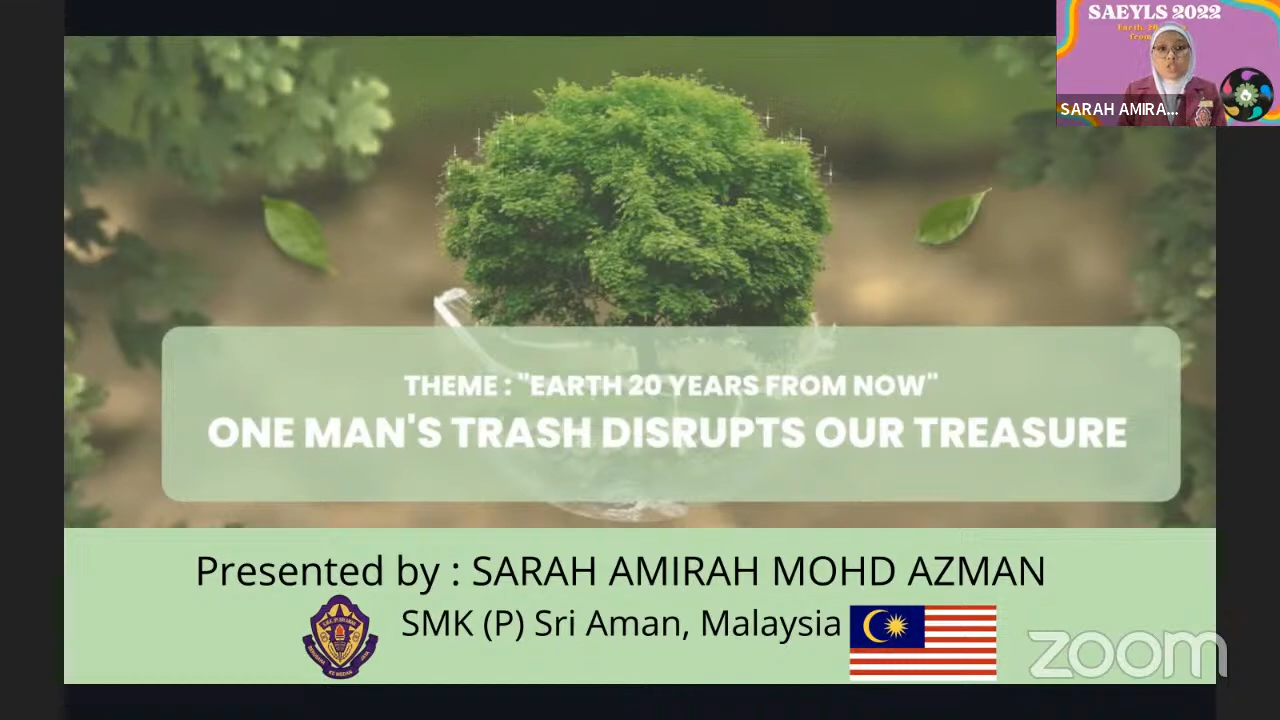 SAEYLS 2022
SARAH AMIRA...
THEME : "EARTH 20 YEARS FROM NOW"
ONE MAN'S TRASH DISRUPTS OUR TREASURE
Presented by : SARAH AMIRAH MOHD AZMAN
SMK (P) Sri Aman, Malaysia
zoom